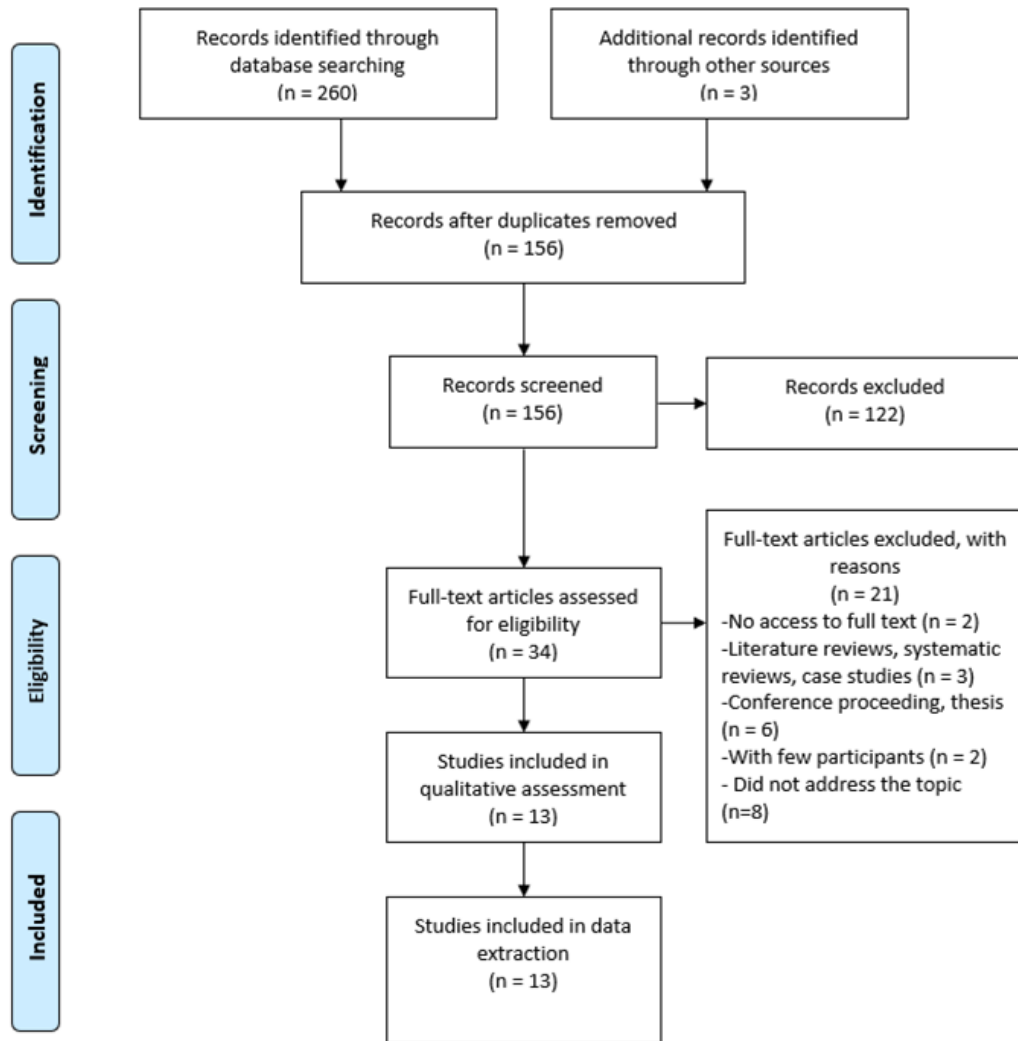 Identification
Records identified through
database searching
(n = 260)
Additional records identified
through other sources
(n = 3)
Records after duplicates removed
(n = 156)
Screening
Records screened
(n = 156)
Records excluded
(n = 122)
Eligibility
Full-text articles assessed
for eligibility
(n = 34)
Full-text articles excluded, with
reasons
(n = 21)
-No access to full text (n = 2)
-Literature reviews, systematic
reviews, case studies (n = 3)
-Conference proceeding, thesis
(n = 6)
-With few participants (n = 2)
- Did not address the topic
(n=8)
Studies included in
qualitative assessment
(n = 13)
Included
Studies included in data
extraction
(n = 13)